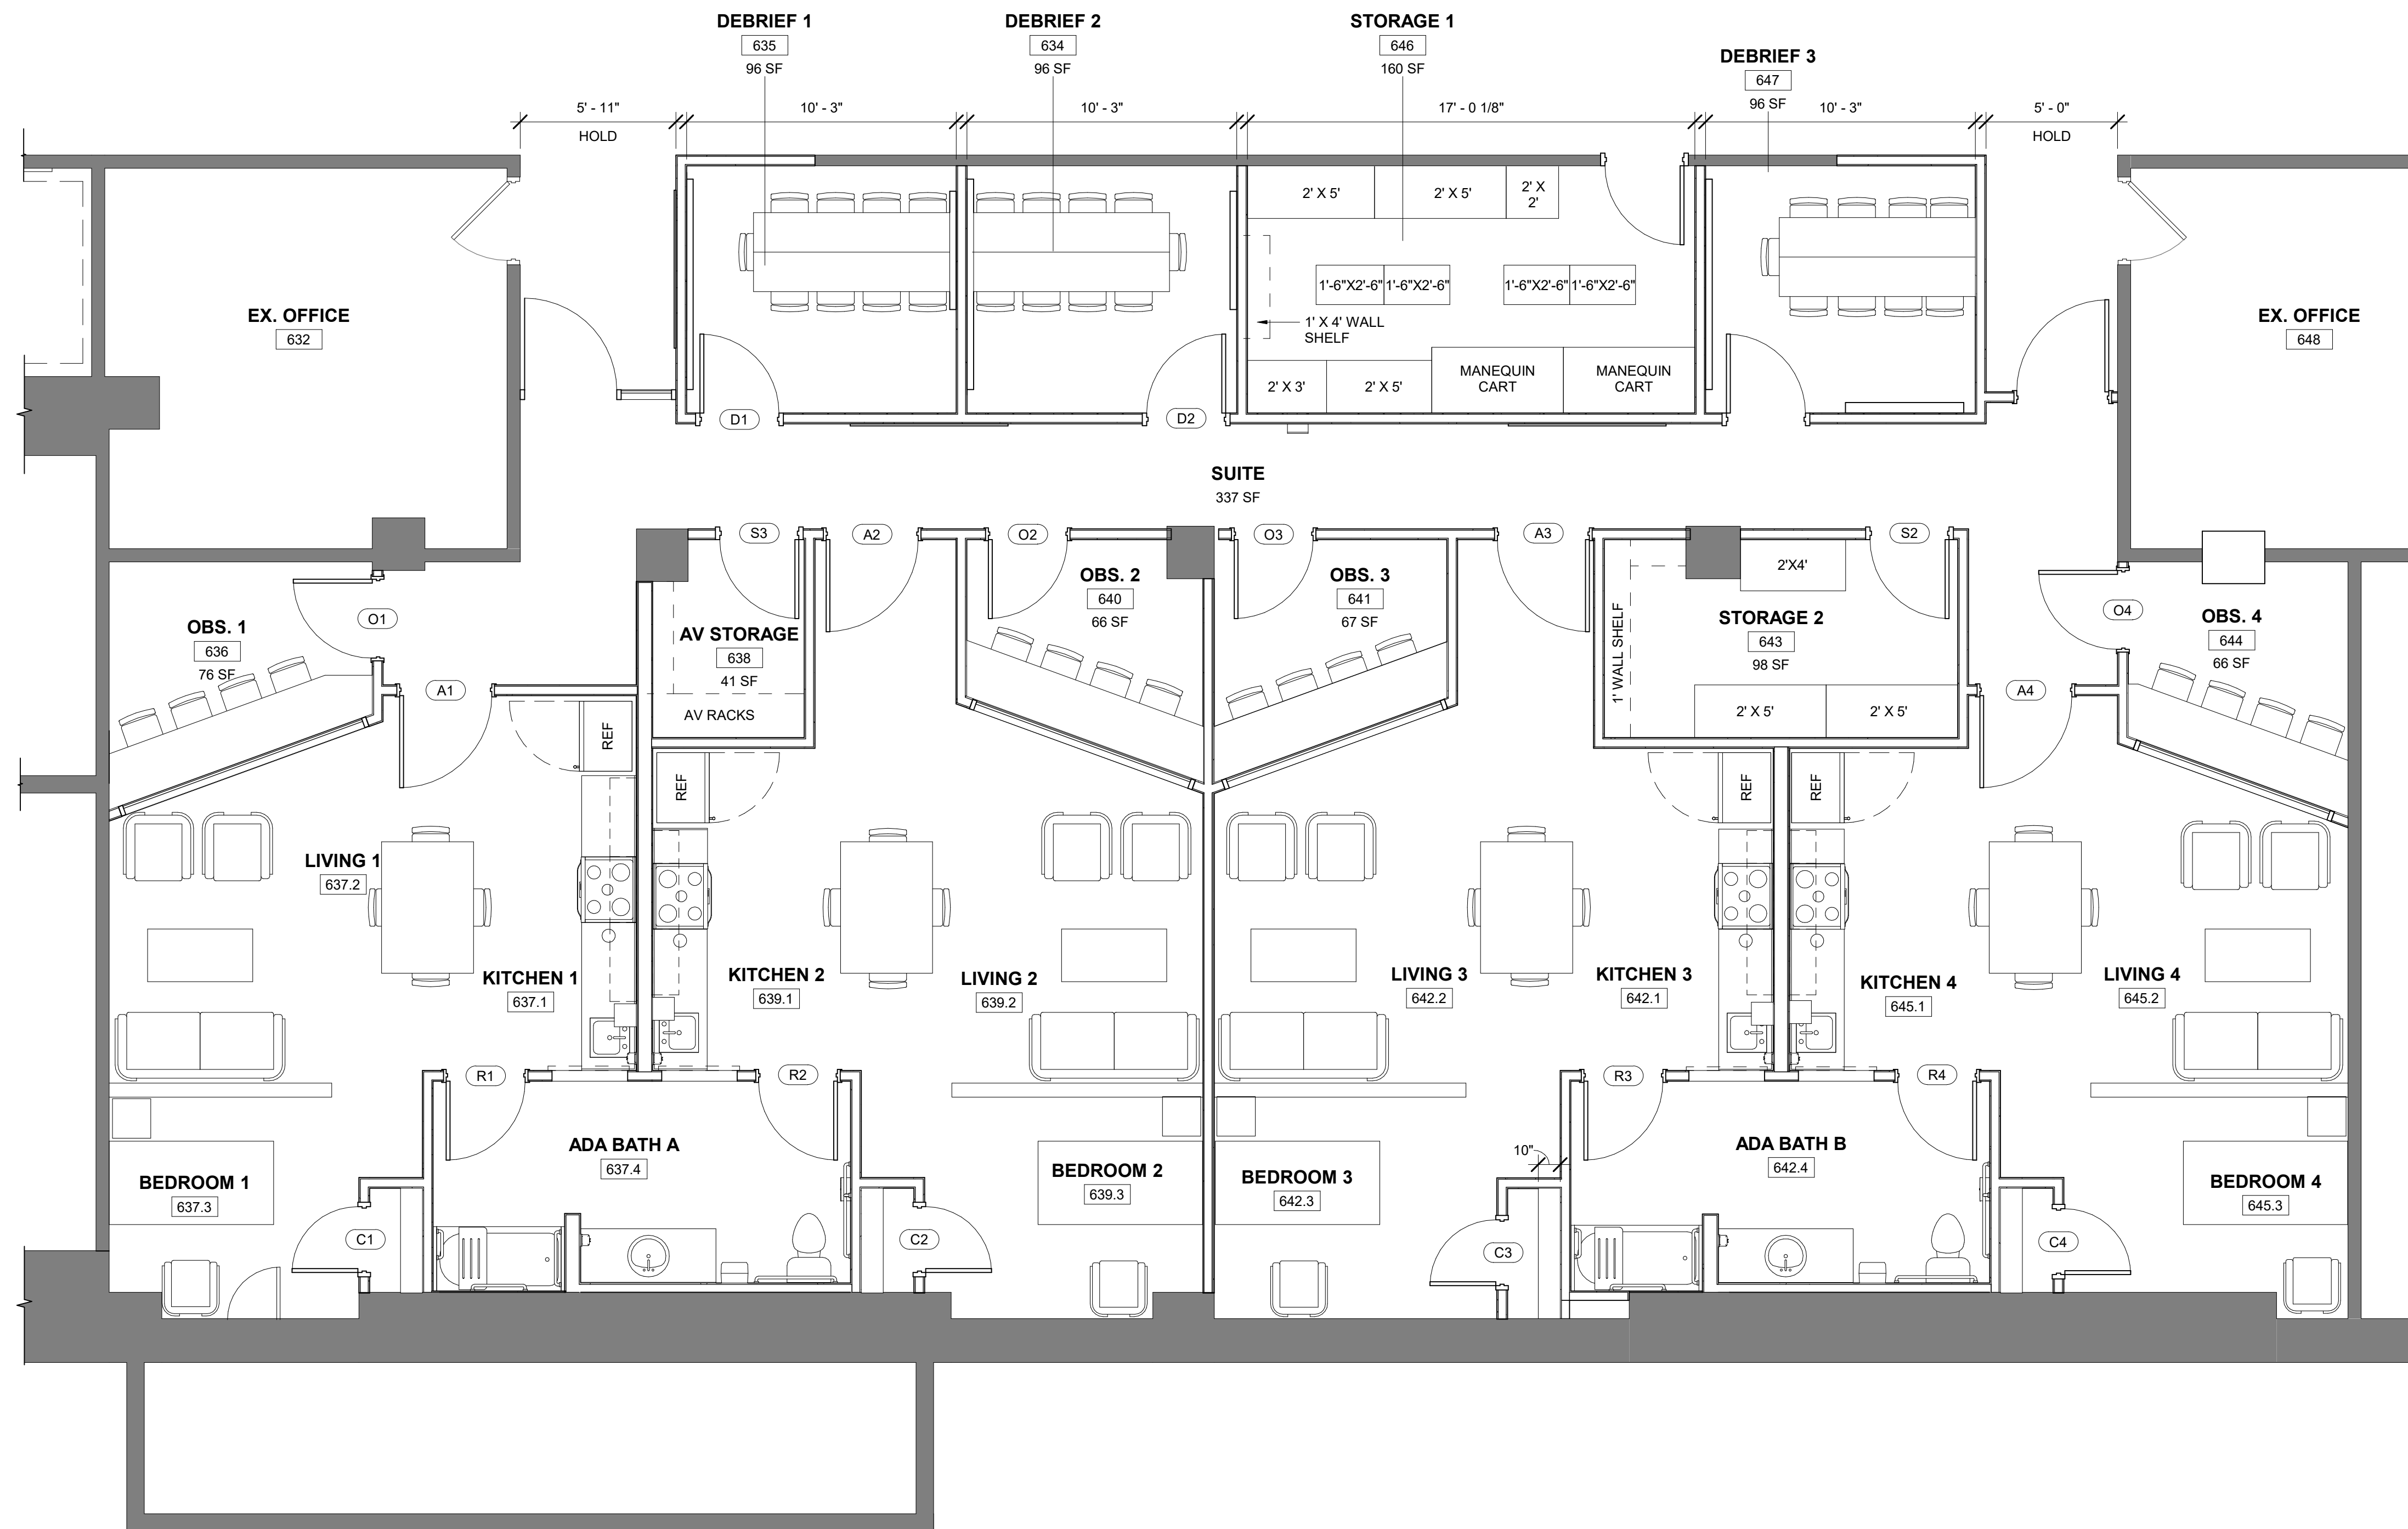 DEBRIEF 1
635
96 SF
DEBRIEF 2
634
96 SF
STORAGE 1
646
160 SF
DEBRIEF 3
647
96 SF
5' - 11"
HOLD
10' - 3"
10' - 3"
17' - 0 1/8"
10' - 3"
5' - 0"
HOLD
2' X 5'
2' X 5'
2' X
2'
1'-6"X2'-6"
1'-6"X2'-6"
1'-6"X2'-6"
1'-6"X2'-6"
1' X 4' WALL
SHELF
2' X 3'
2' X 5'
MANEQUIN
CART
MANEQUIN
CART
EX. OFFICE
632
EX. OFFICE
648
D1
D2
SUITE
337 SF
S3
A2
O2
O3
A3
S2
OBS. 1
636
76 SF
O1
A1
AV STORAGE
638
41 SF
AV RACKS
OBS. 2
640
66 SF
OBS. 3
641
67 SF
1' WALL SHELF
2'X4'
STORAGE 2
643
98 SF
2' X 5'
2' X 5'
A4
O4
OBS. 4
644
66 SF
REF
REF
REF
REF
LIVING 1
637.2
KITCHEN 1
637.1
KITCHEN 2
639.1
LIVING 2
639.2
LIVING 3
642.2
KITCHEN 3
642.1
KITCHEN 4
645.1
LIVING 4
645.2
R1
R2
R3
R4
ADA BATH A
637.4
ADA BATH B
642.4
10"
BEDROOM 1
637.3
BEDROOM 2
639.3
BEDROOM 3
642.3
BEDROOM 4
645.3
C1
C2
C3
C4